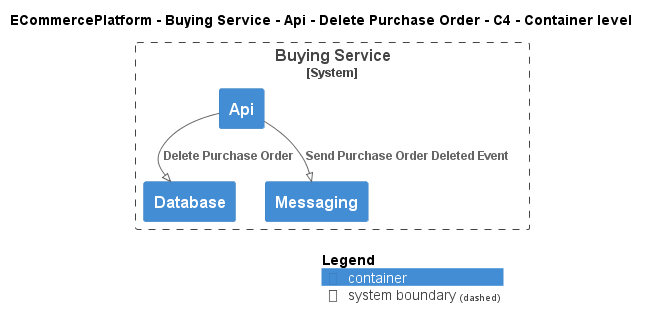 ECommercePlatform - Buying Service - Api - Delete Purchase Order - C4 - Container level
Buying Service
[System]
Api
Delete Purchase Order
Send Purchase Order Deleted Event
Database
Messaging
Legend
container
system boundary (dashed)